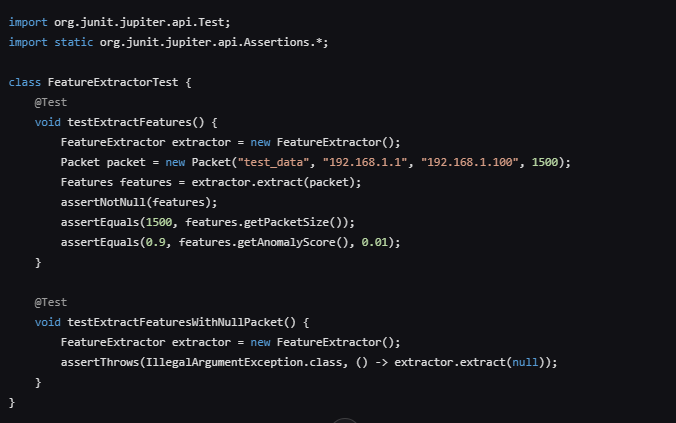 import org.junit.jupiter.api.Test;
import static org.junit.jupiter.api.Assertions.*;

class FeatureExtractorTest {
    @Test
    void testExtractFeatures() {
        FeatureExtractor extractor = new FeatureExtractor();
        Packet packet = new Packet("test_data", "192.168.1.1", "192.168.1.100", 1500);
        Features features = extractor.extract(packet);
        assertNotNull(features);
        assertEquals(1500, features.getPacketSize());
        assertEquals(0.9, features.getAnomalyScore(), 0.01);
    }

    @Test
    void testExtractFeaturesWithNullPacket() {
        FeatureExtractor extractor = new FeatureExtractor();
        assertThrows(IllegalArgumentException.class, () -> extractor.extract(null));
    }
}